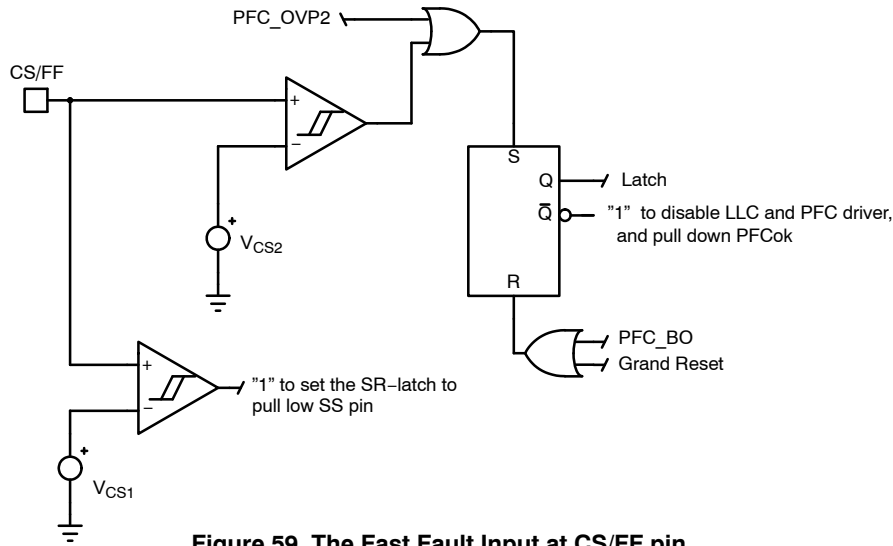 PFC_OVP2
CS/FF
+
−
S
Q
Latch
Q̅
”1” to disable LLC and PFC driver,
and pull down PFCok
+
VCS2
R
PFC_BO
Grand Reset
+
−
”1” to set the SR−latch to
pull low SS pin
+
VCS1
Figure 59. The Fast Fault Input at CS/FF pin